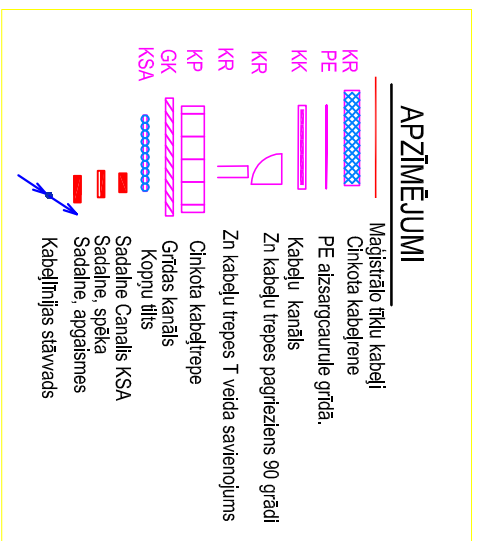 APZĪMĒJUMI
Maģistrālo tīklu kabeļi
KR Cinkota kabeļrene
PE PE aizsargcaurule grīdā.
KK Kabeļu kanāls
KR Zn kabeļu trepes pagrieziens 90 grādi
KR Zn kabeļu trepes T veida savienojums
KP Cinkota kabeļtrepe
GK Grīdas kanāls
KSA Kopņu tilts
Sadalne Canalis KSA
Sadalne, spēka
Sadalne, apgaismes
Kabeļlīnijas stāvvads